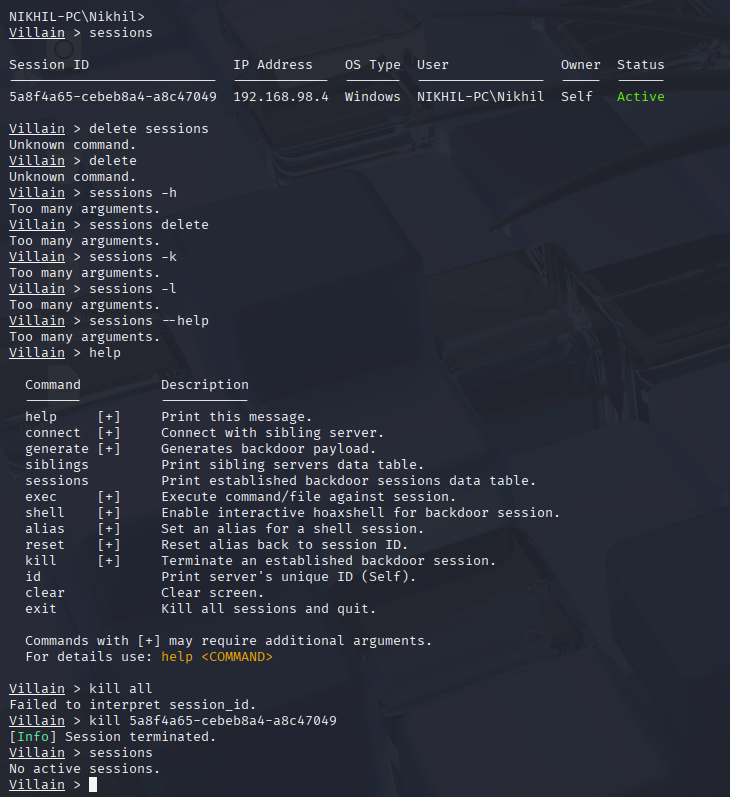 NIKHIL-PC\Nikhil>
Villain > sessions
Session ID IP Address OS Type User Owner Status
5a8f4a65-cebeb8a4-a8c47049 192.168.98.4 Windows NIKHIL-PC\Nikhil Self Active
Villain > delete sessions
Unknown command.
Villain > delete
Unknown command.
Villain > sessions -h
Too many arguments.
Villain > sessions delete
Too many arguments.
Villain > sessions -k
Too many arguments.
Villain > sessions -l
Too many arguments.
Villain > sessions --help
Too many arguments.
Villain > help
Command Description
help [+] Print this message.
connect [+] Connect with sibling server.
generate [+] Generates backdoor payload.
siblings Print sibling servers data table.
sessions Print established backdoor sessions data table.
exec [+] Execute command/file against session.
shell [+] Enable interactive hoaxshell for backdoor session.
alias [+] Set an alias for a shell session.
reset [+] Reset alias back to session ID.
kill [+] Terminate an established backdoor session.
id Print server's unique ID (Self).
clear Clear screen.
exit Kill all sessions and quit.
Commands with [+] may require additional arguments.
For details use: help <COMMAND>
Villain > kill all
Failed to interpret session_id.
Villain > kill 5a8f4a65-cebeb8a4-a8c47049
[Info] Session terminated.
Villain > sessions
No active sessions.
Villain >